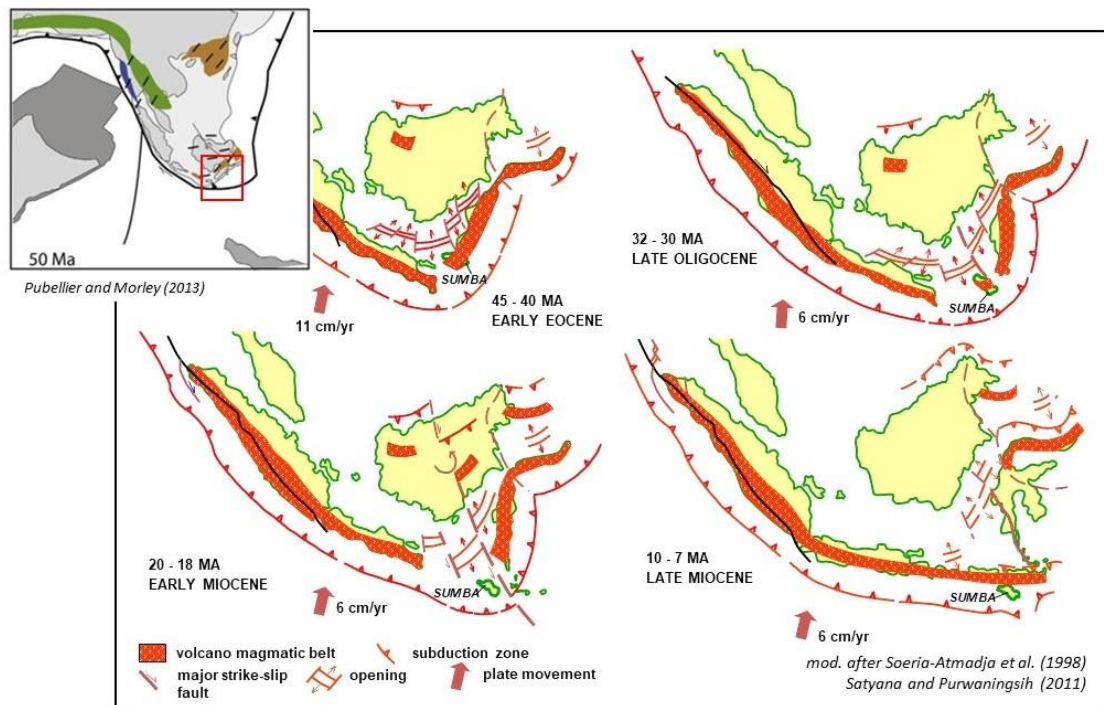 50 Ma
Pubellier and Morley (2013)
SUMBA
45 - 40 MA
EARLY EOCENE
11 cm/yr
32 - 30 MA
LATE OLIGOCENE
SUMBA
6 cm/yr
20 - 18 MA
EARLY MIOCENE
SUMBA
6 cm/yr
10 - 7 MA
LATE MIOCENE
SUMBA
6 cm/yr
volcano magmatic belt
subduction zone
major strike-slip
fault
opening
plate movement
mod. after Soeria-Atmadja et al. (1998)
Satyana and Purwaningsih (2011)